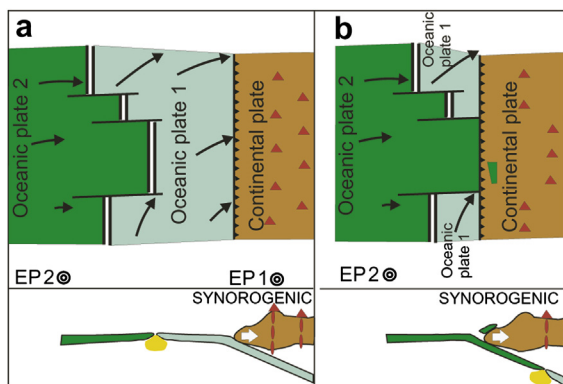 a
Oceanic plate 2
Oceanic plate 1
Continental plate
EP2
EP1
SYNOROGENIC
b
Oceanic plate 2
Oceanic
plate 1
Continental plate
Oceanic
plate 1
EP2
SYNOROGENIC